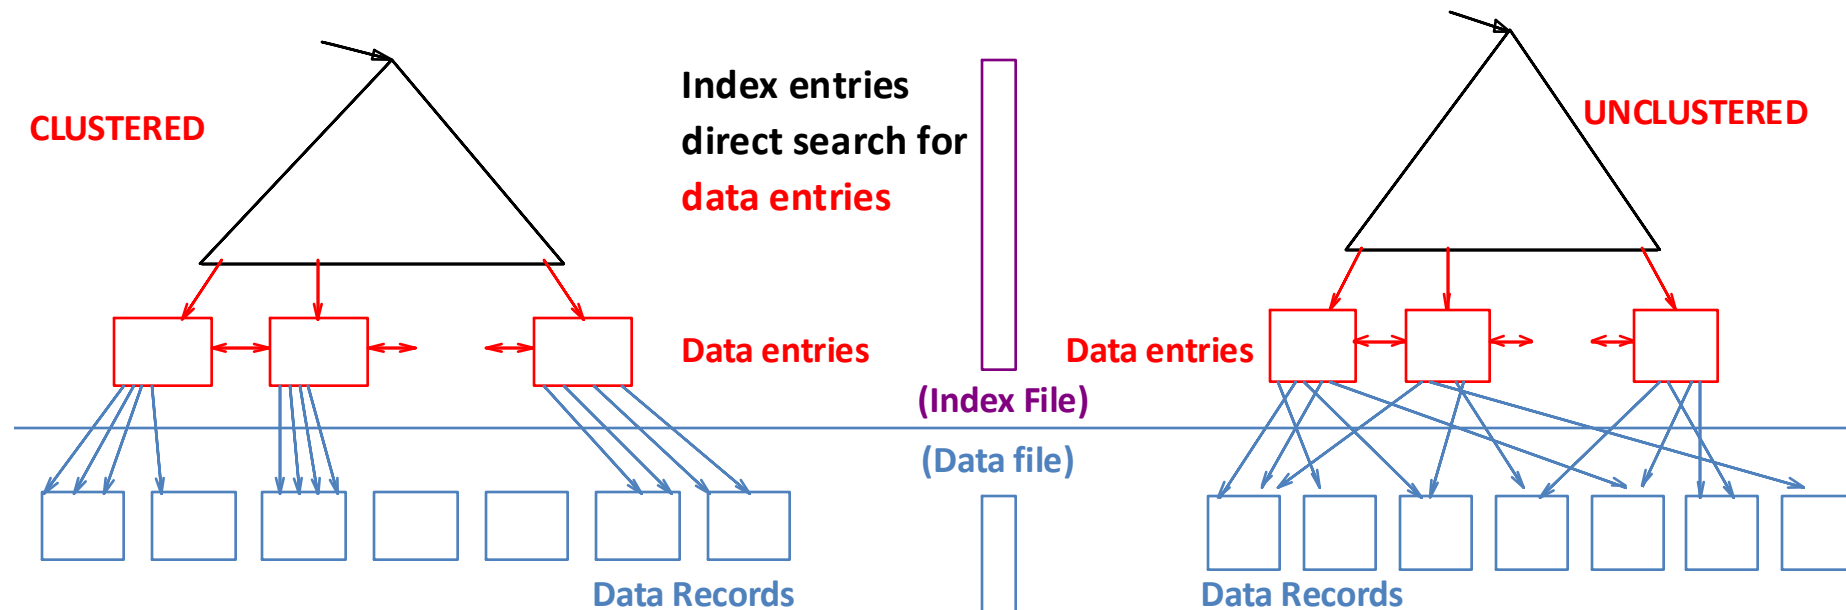 CLUSTERED
Index entries
direct search for
data entries
UNCLUSTERED
Data entries
Data entries
(Index File)
(Data file)
Data Records
Data Records